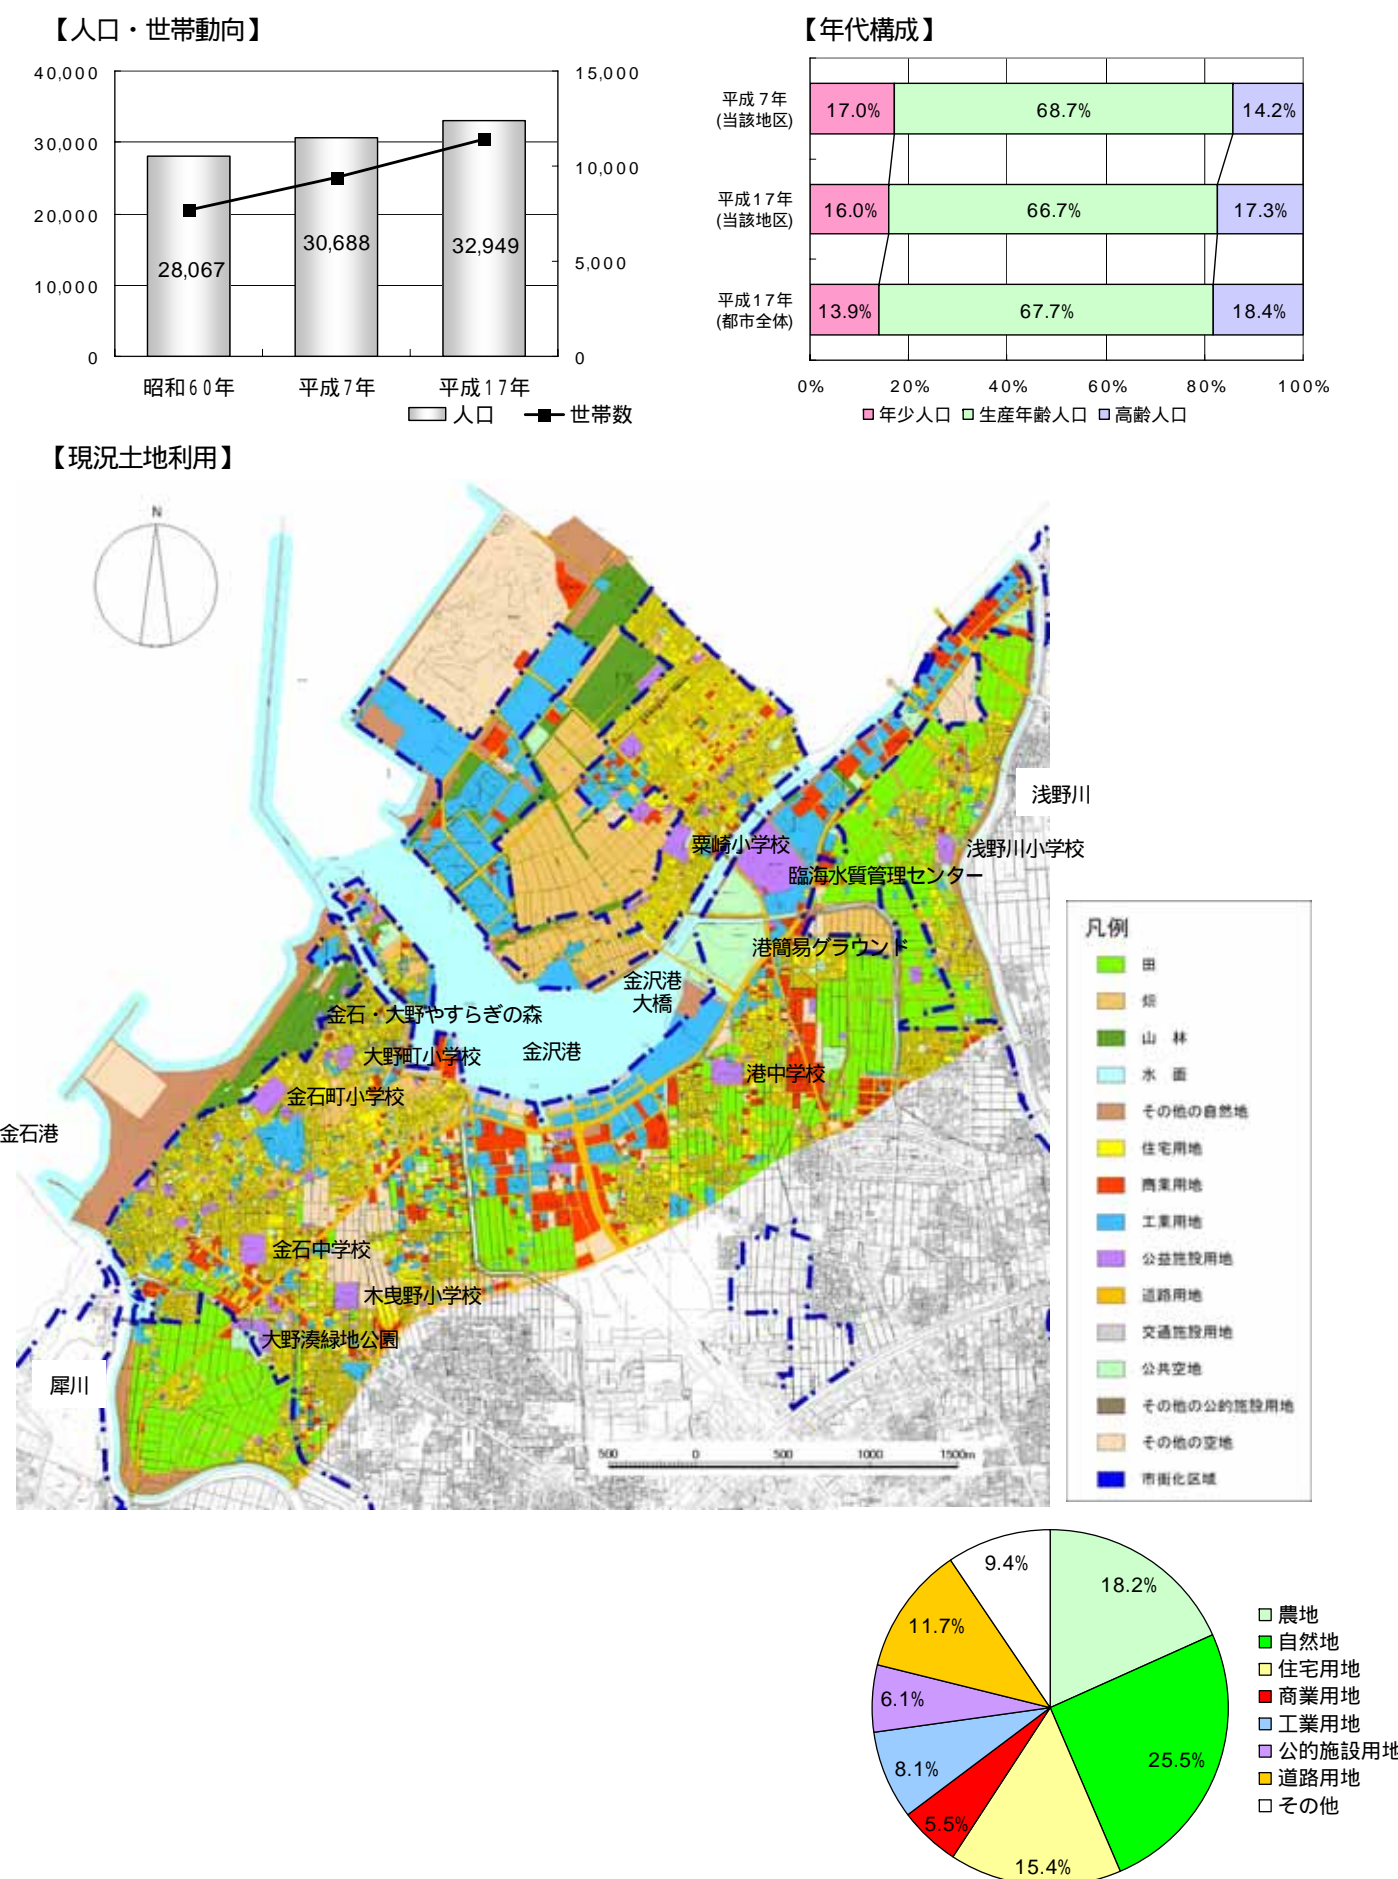 【人口・世帯動向】
40,000
30,000
20,000
10,000
0
15,000
10,000
5,000
0
28,067
30,688
32,949
昭和60年
平成7年
平成17年
人口
世帯数
【年代構成】
平成7年
(当該地区)
17.0%
68.7%
14.2%
平成17年
(当該地区)
16.0%
66.7%
17.3%
平成17年
(都市全体)
13.9%
67.7%
18.4%
0%
20%
40%
60%
80%
100%
年少人口
生産年齢人口
高齢人口
【現況土地利用】
N
浅野川
粟崎小学校
浅野川小学校
臨海水質管理センター
港簡易グラウンド
金沢港
大橋
金石・大野やすらぎの森
大野町小学校
金沢港
港中学校
金石町小学校
金石港
金石中学校
木曳野小学校
大野湊緑地公園
犀川
500
0
500
1000
1500m
凡例
田
畑
山　林
水　面
その他の自然地
住宅用地
商業用地
工業用地
公益施設用地
道路用地
交通施設用地
公共空地
その他の公的施設用地
その他の空地
市街化区域
9.4%
18.2%
11.7%
6.1%
25.5%
8.1%
5.5%
15.4%
農地
自然地
住宅用地
商業用地
工業用地
公的施設用地
道路用地
その他